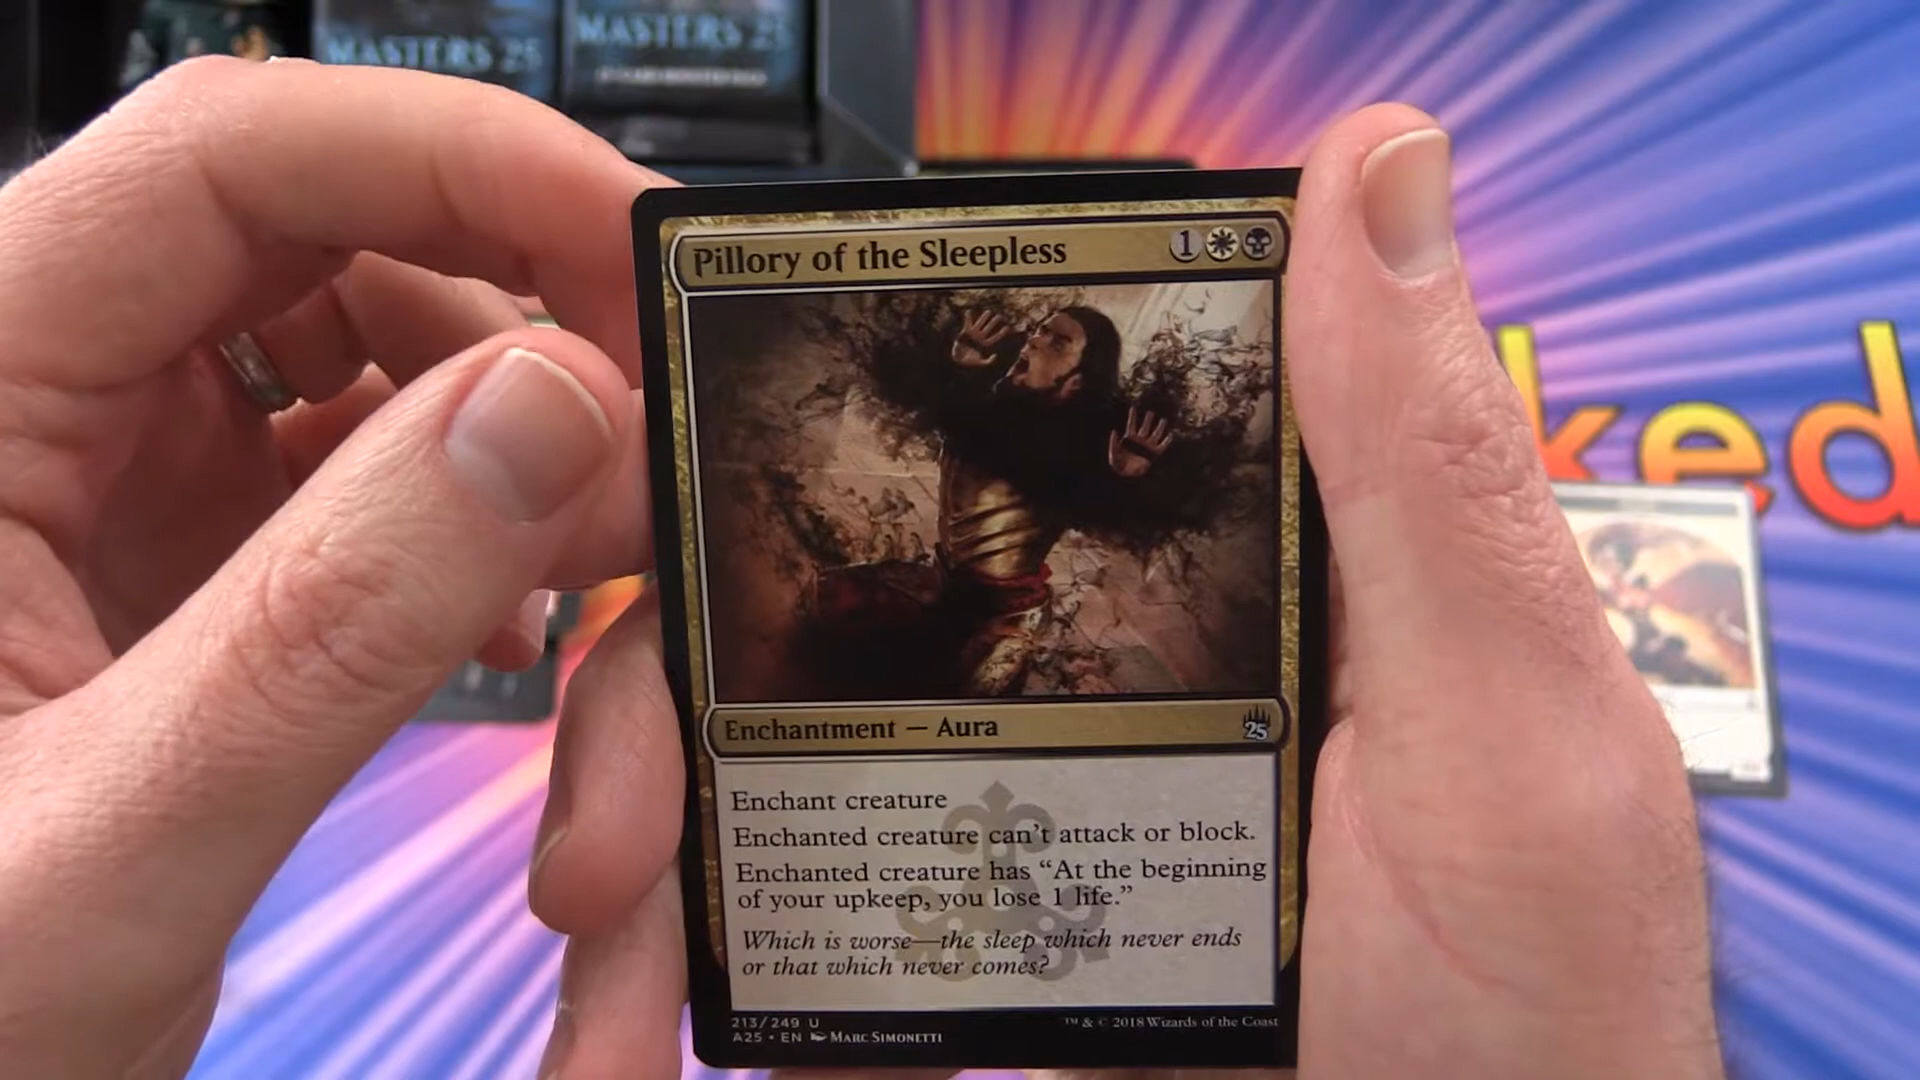 MASTERS 25
MASTERS 25
Pillory of the Sleepless 1
Enchantment — Aura 25
Enchant creature
Enchanted creature can't attack or block.
Enchanted creature has “At the beginning
of your upkeep, you lose 1 life.”
Which is worse—the sleep which never ends
or that which never comes?
213/249 U
A25 • EN Marc Simonetti
™ & © 2018 Wizards of the Coast
ked